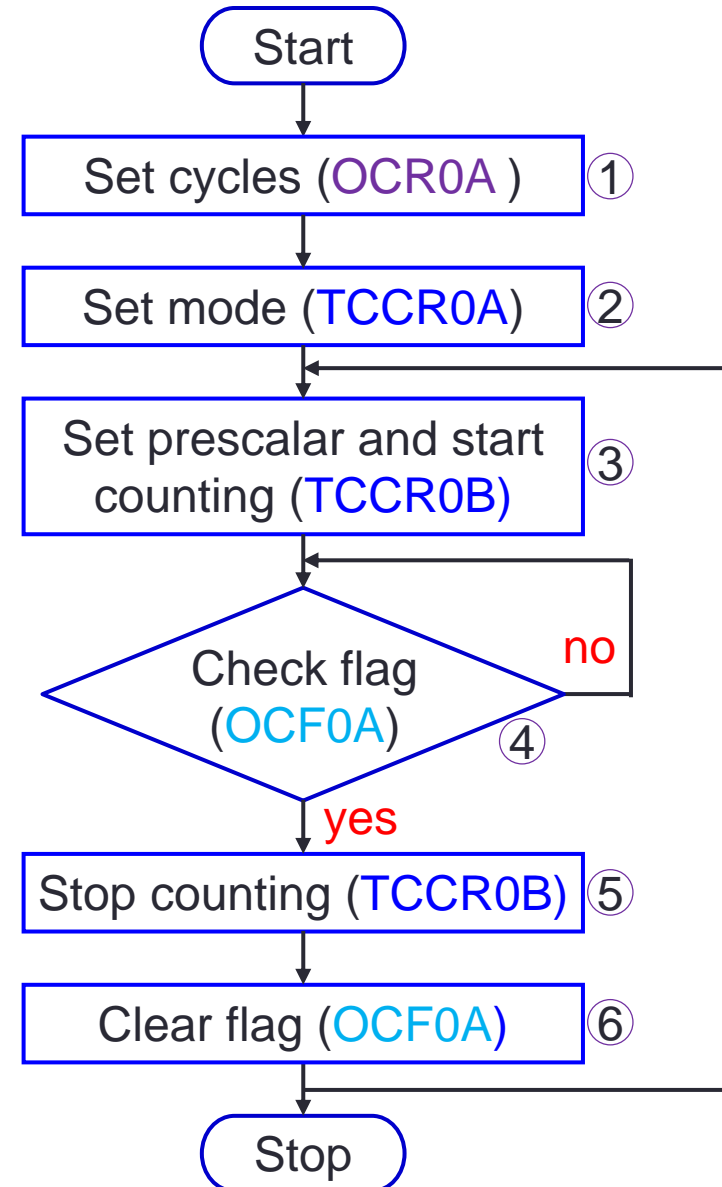 Start
Set cycles (OCR0A )
①
Set mode (TCCR0A)
②
Set prescalar and start
counting (TCCR0B)
③
Check flag
(OCF0A)
no
④
yes
Stop counting (TCCR0B)
⑤
Clear flag (OCF0A)
⑥
Stop